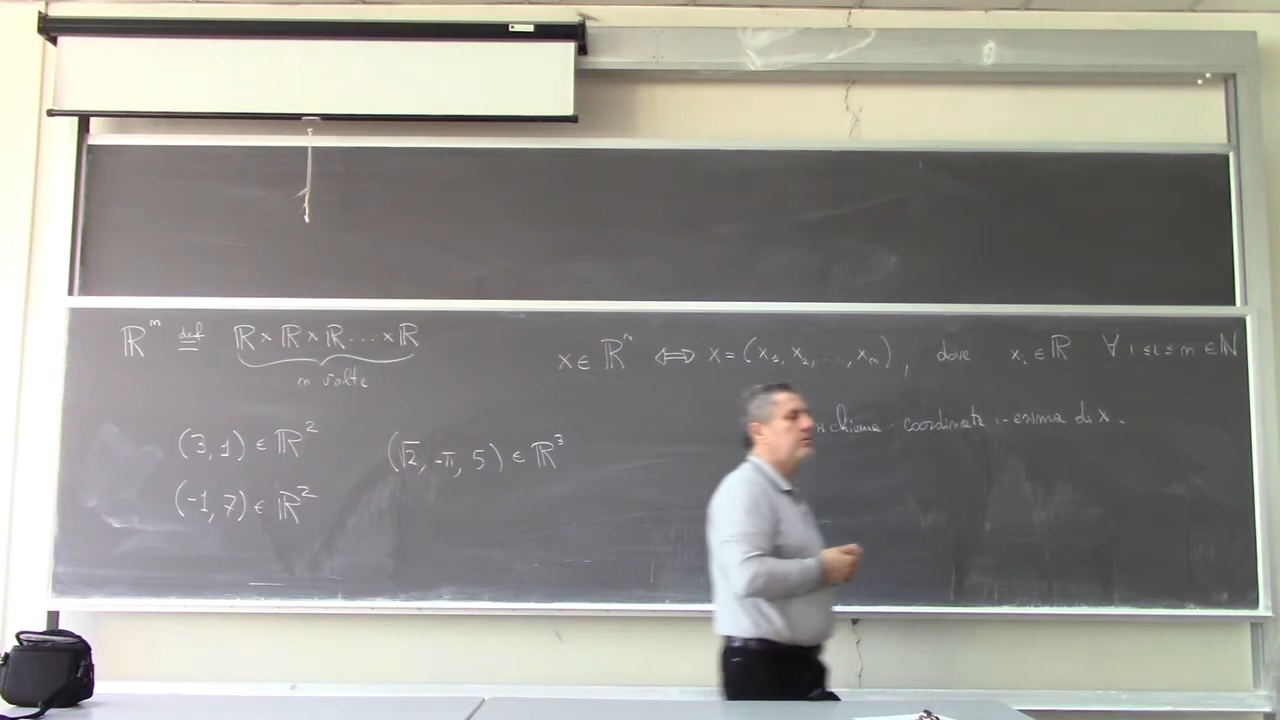 ℝⁿ ≝ ℝ × ℝ × ℝ . . . . × ℝ
n volte
x ∈ ℝⁿ ⟺ x = (x₁, x₂, . . . , xₙ), dove xᵢ ∈ ℝ ∀ 1 ≤ i ≤ n ∈ ℕ
si chiama coordinata i-esima di x.
(3, 1) ∈ ℝ²
(√2, -π, 5) ∈ ℝ³
(-1, 7) ∈ ℝ²